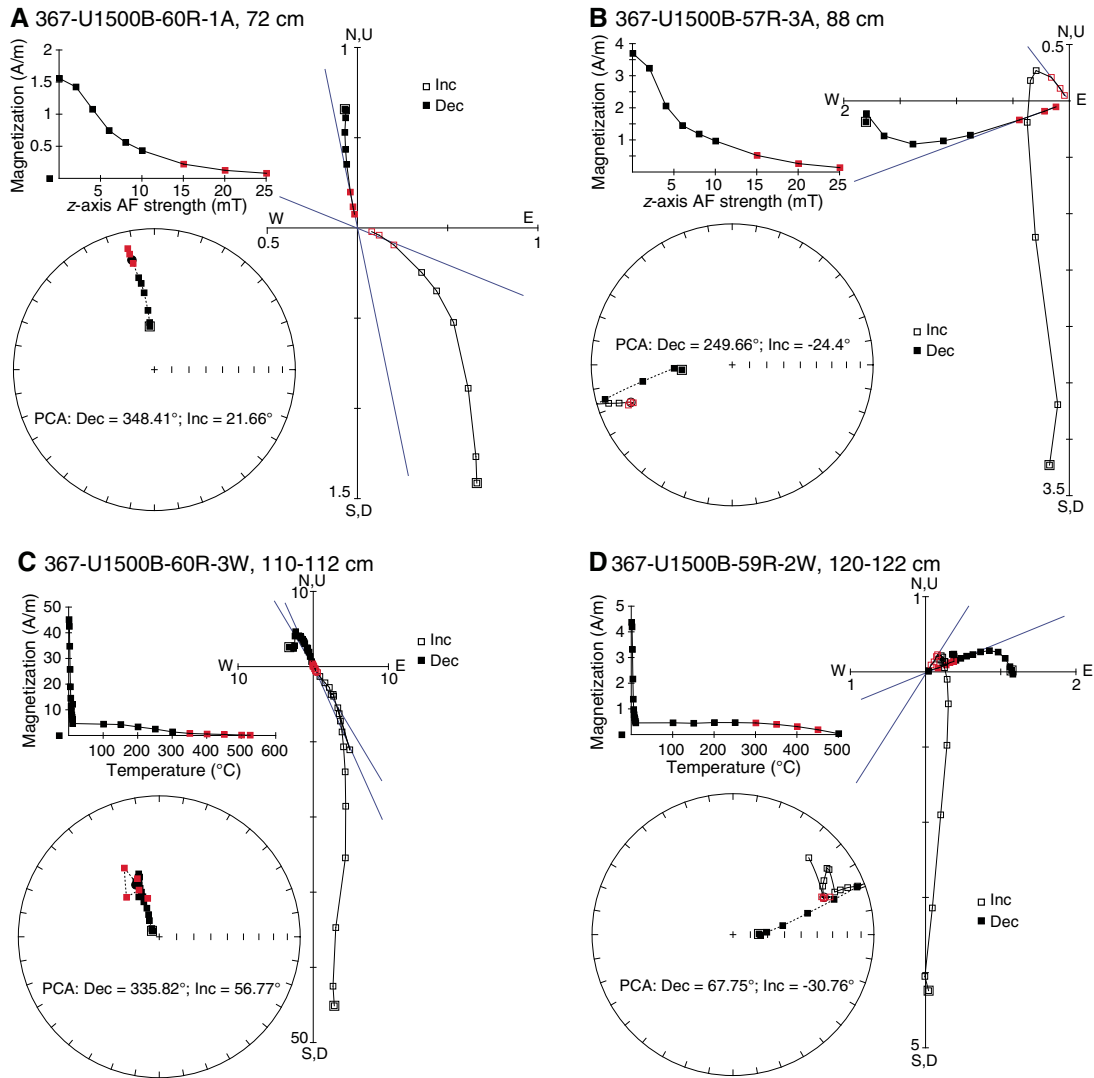 A 367-U1500B-60R-1A, 72 cm
Magnetization (A/m)
2
1.5
1
0.5
5 10 15 20 25
z-axis AF strength (mT)
N,U
1
W
0.5
E
1
1.5
S,D
Inc
Dec
PCA: Dec = 348.41°; Inc = 21.66°
B 367-U1500B-57R-3A, 88 cm
Magnetization (A/m)
4
3
2
1
5 10 15 20 25
z-axis AF strength (mT)
N,U
0.5
W
2
E
3.5
S,D
Inc
Dec
PCA: Dec = 249.66°; Inc = -24.4°
C 367-U1500B-60R-3W, 110-112 cm
Magnetization (A/m)
50
40
30
20
10
100 200 300 400 500 600
Temperature (°C)
N,U
10
W
10
E
10
50
S,D
Inc
Dec
PCA: Dec = 335.82°; Inc = 56.77°
D 367-U1500B-59R-2W, 120-122 cm
Magnetization (A/m)
5
4
3
2
1
100 200 300 400 500
Temperature (°C)
N,U
1
W
1
E
2
5
S,D
Inc
Dec
PCA: Dec = 67.75°; Inc = -30.76°